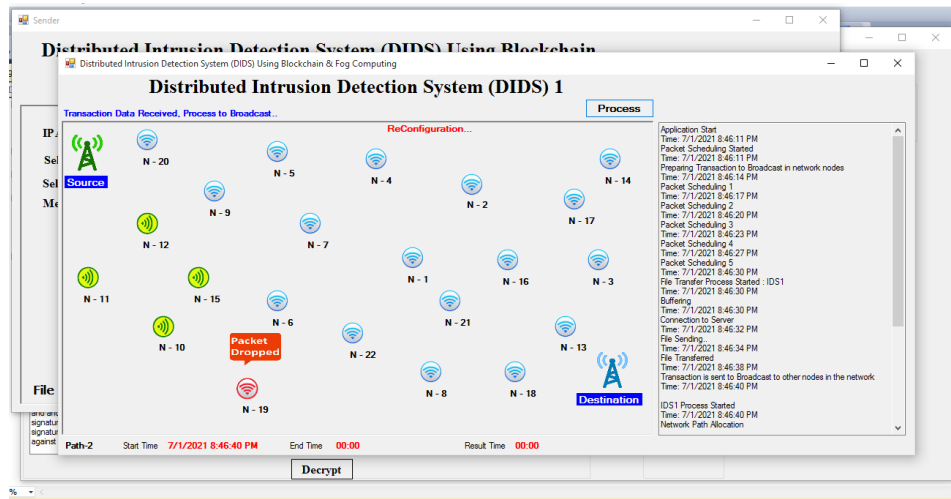 Sender
Distributed Intrusion Detection System (DIDS) Using Blockchain
Distributed Intrusion Detection System (DIDS) Using Blockchain & Fog Computing
Distributed Intrusion Detection System (DIDS) 1
Process
Transaction Data Received, Process to Broadcast..
ReConfiguration...
Source
N - 20
N - 5
N - 4
N - 14
N - 9
N - 2
N - 17
N - 12
N - 7
N - 1
N - 16
N - 3
N - 11
N - 15
N - 6
N - 21
N - 10
N - 22
N - 13
Packet
Dropped
N - 19
N - 8
N - 18
Destination
Application Start
Time: 7/1/2021 8:46:11 PM
Packet Scheduling Started
Time: 7/1/2021 8:46:11 PM
Preparing Transaction to Broadcast in network nodes
Time: 7/1/2021 8:46:14 PM
Packet Scheduling 1
Time: 7/1/2021 8:46:17 PM
Packet Scheduling 2
Time: 7/1/2021 8:46:20 PM
Packet Scheduling 3
Time: 7/1/2021 8:46:23 PM
Packet Scheduling 4
Time: 7/1/2021 8:46:27 PM
Packet Scheduling 5
Time: 7/1/2021 8:46:30 PM
File Transfer Process Started : IDS1
Time: 7/1/2021 8:46:30 PM
Buffering
Time: 7/1/2021 8:46:30 PM
Connection to Server
Time: 7/1/2021 8:46:32 PM
File Sending..
Time: 7/1/2021 8:46:34 PM
File Transferred
Time: 7/1/2021 8:46:38 PM
Transaction is sent to Broadcast to other nodes in the network
Time: 7/1/2021 8:46:40 PM
IDS1 Process Started
Time: 7/1/2021 8:46:40 PM
Network Path Allocation
Path-2 Start Time 7/1/2021 8:46:40 PM End Time 00:00 Result Time 00:00
IP
Sel
Sel
Me
File
signatur
signatur
against
Decrypt
%